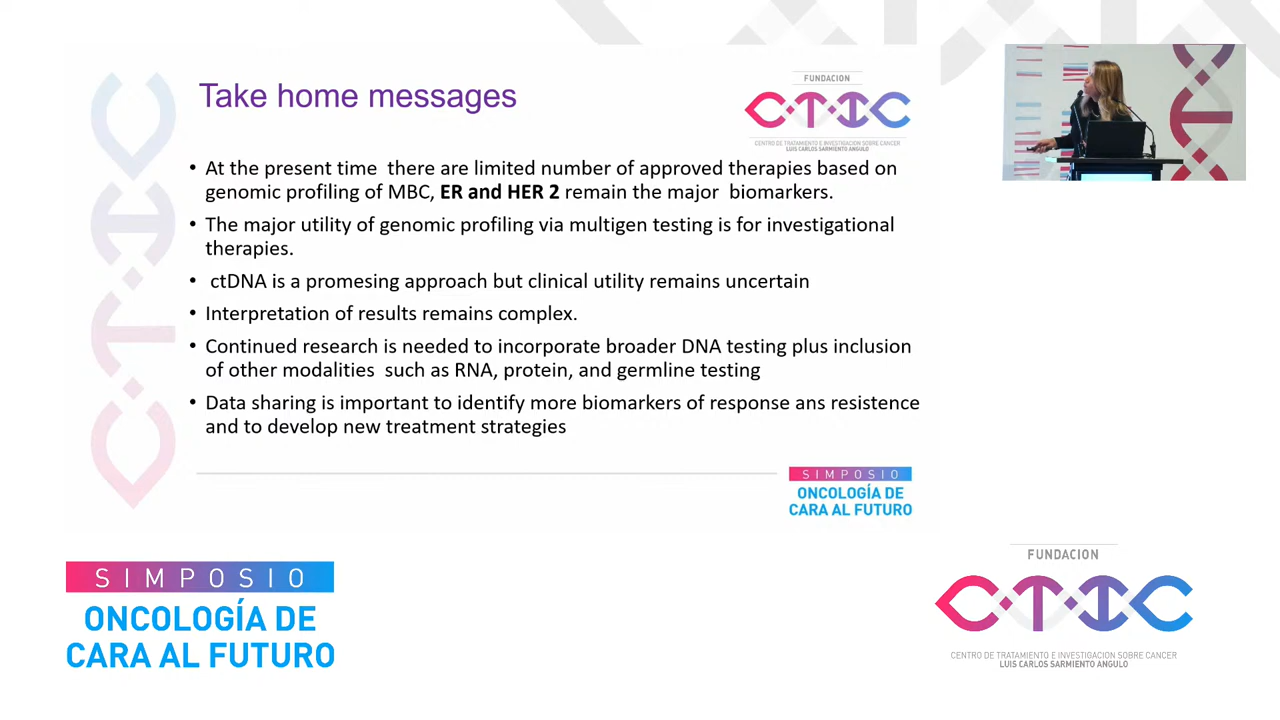 Take home messages
FUNDACION
CTIC
CENTRO DE TRATAMIENTO E INVESTIGACION SOBRE CANCER
LUIS CARLOS SARMIENTO ANGULO
• At the present time there are limited number of approved therapies based on
genomic profiling of MBC, ER and HER 2 remain the major biomarkers.
• The major utility of genomic profiling via multigen testing is for investigational
therapies.
• ctDNA is a promesing approach but clinical utility remains uncertain
• Interpretation of results remains complex.
• Continued research is needed to incorporate broader DNA testing plus inclusion
of other modalities such as RNA, protein, and germline testing
• Data sharing is important to identify more biomarkers of response ans resistence
and to develop new treatment strategies
CTIC
SIMPOSIO
ONCOLOGÍA DE
CARA AL FUTURO
SIMPOSIO
ONCOLOGÍA DE
CARA AL FUTURO
FUNDACION
CTIC
CENTRO DE TRATAMIENTO E INVESTIGACION SOBRE CANCER
LUIS CARLOS SARMIENTO ANGULO